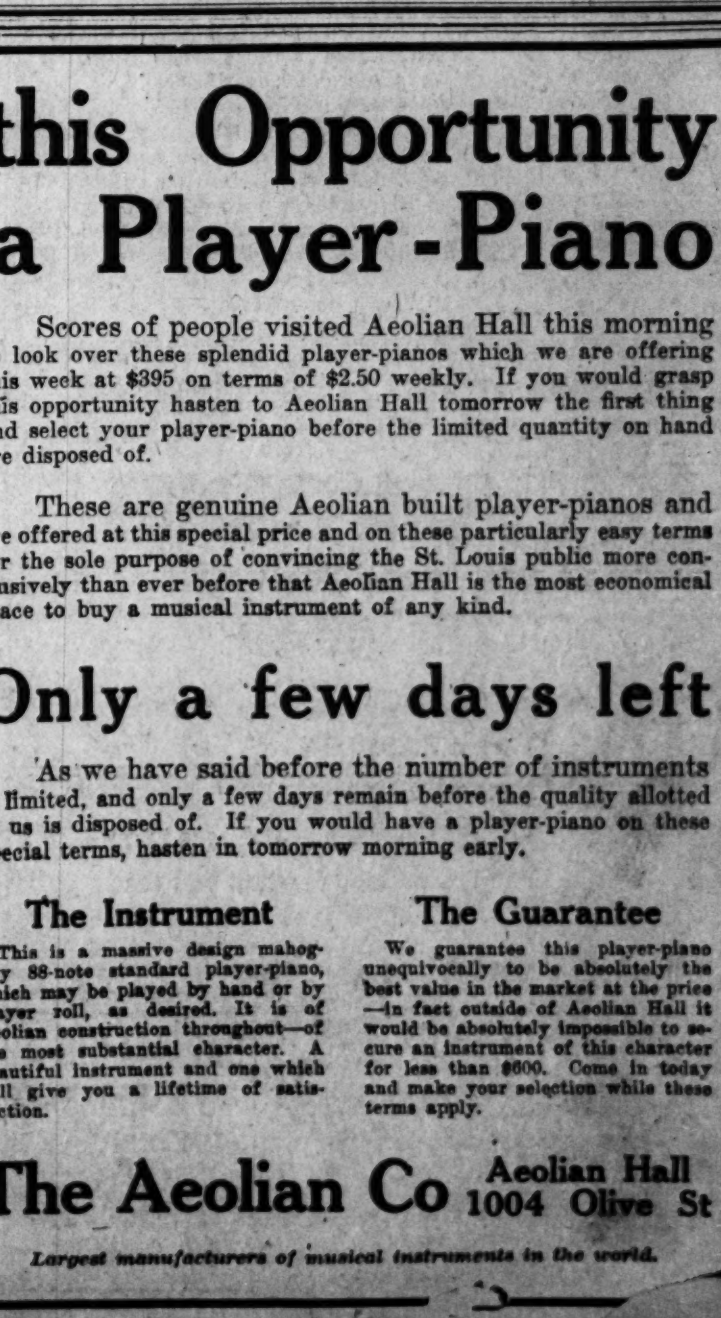 this Opportunity
a Player-Piano
Scores of people visited Aeolian Hall this morning
look over these splendid player-pianos which we are offering
is week at $395 on terms of $2.50 weekly. If you would grasp
is opportunity hasten to Aeolian Hall tomorrow the first thing
nd select your player-piano before the limited quantity on hand
e disposed of.
These are genuine Aeolian built player-pianos and
e offered at this special price and on these particularly easy terms
r the sole purpose of convincing the St. Louis public more con-
nsively than ever before that Aeolian Hall is the most economical
ace to buy a musical instrument of any kind.
Only a few days left
As we have said before the number of instruments
limited, and only a few days remain before the quality allotted
us is disposed of. If you would have a player-piano on these
ecial terms, hasten in tomorrow morning early.
The Instrument
This is a massive design mahog-
y 88-note standard player-piano,
ich may be played by hand or by
ayer roll, as desired. It is of
olian construction throughout—of
e most substantial character. A
autiful instrument and one which
ll give you a lifetime of satis-
ction.
The Guarantee
We guarantee this player-piano
unequivocally to be absolutely the
best value in the market at the price
—in fact outside of Aeolian Hall it
would be absolutely impossible to se-
cure an instrument of this character
for less than $600. Come in today
and make your selection while these
terms apply.
The Aeolian Co
Aeolian Hall
1004 Olive St
Largest manufacturers of musical instruments in the world.